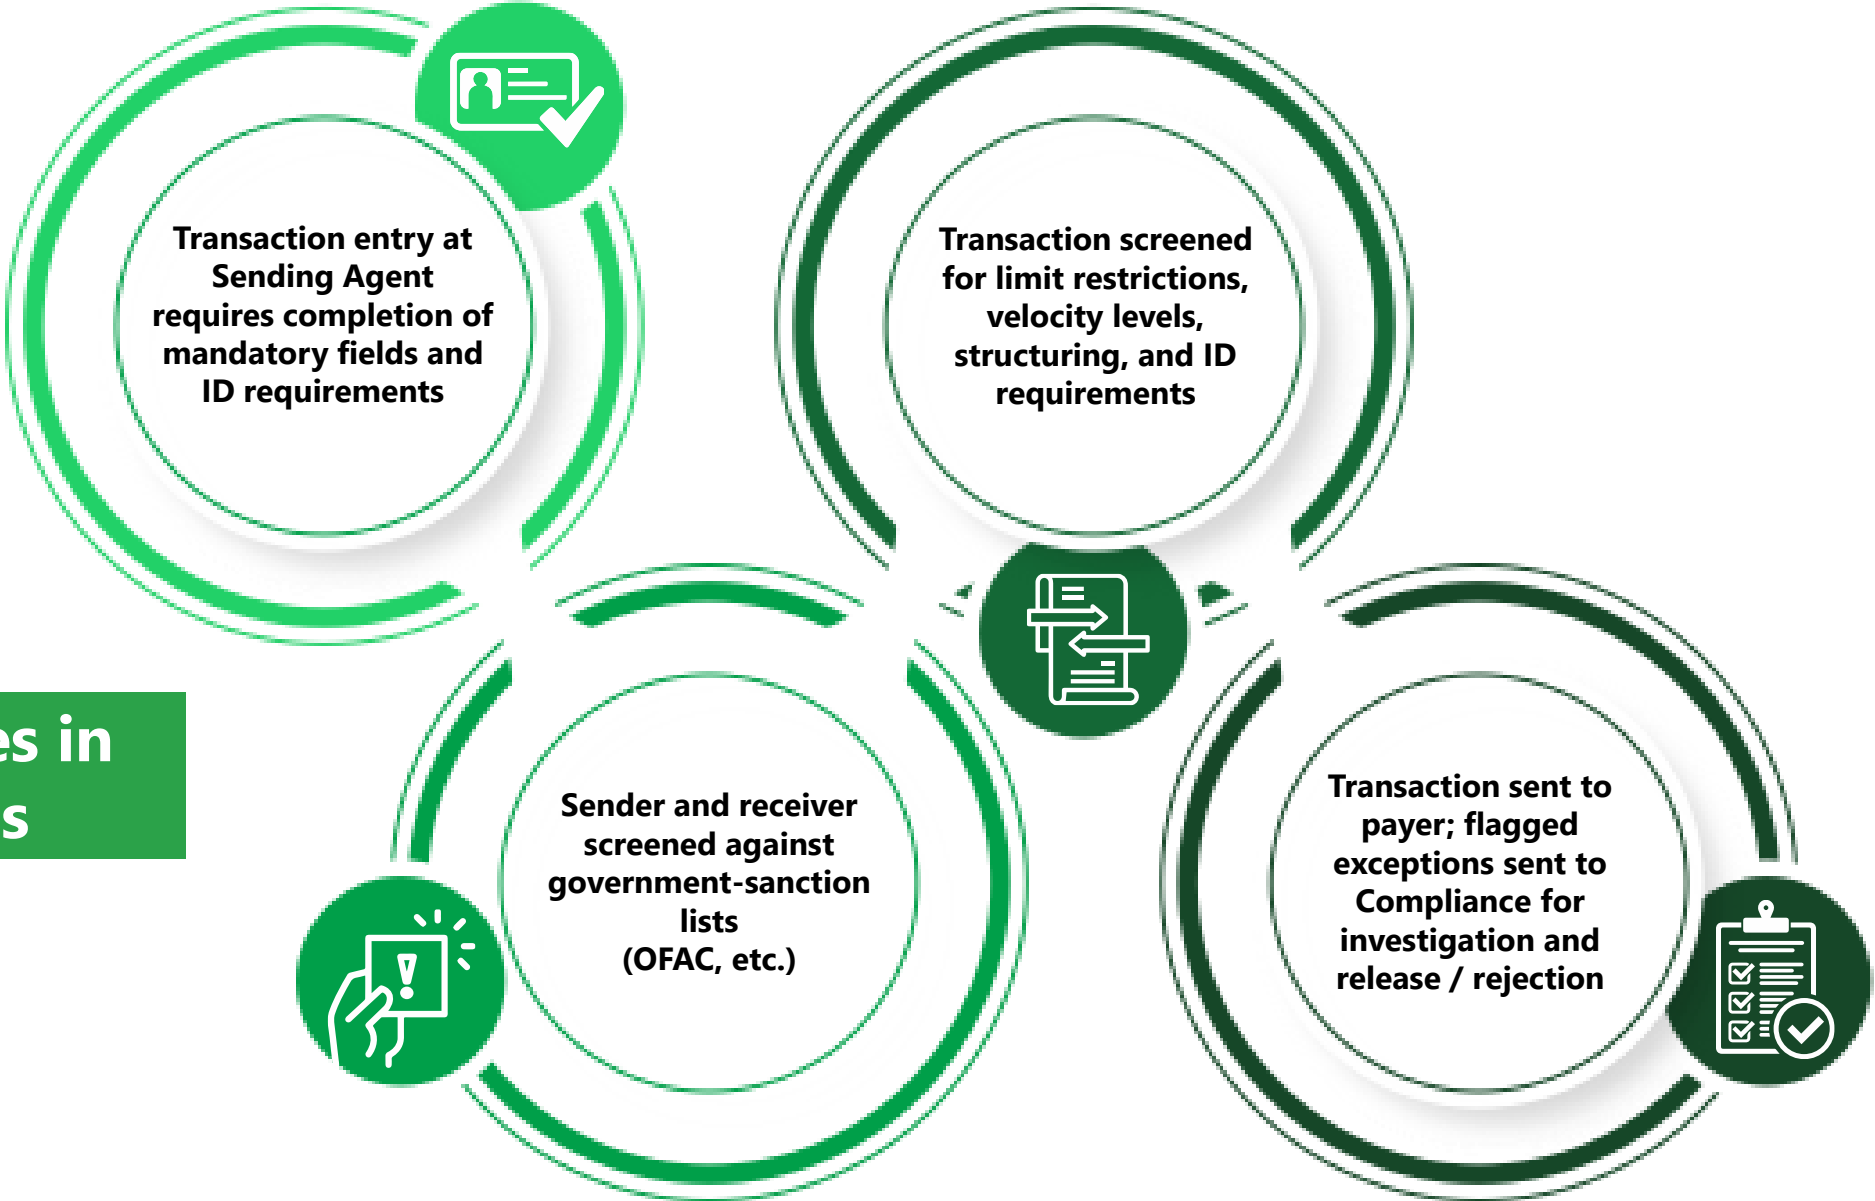 Transaction entry at
Sending Agent
requires completion of
mandatory fields and
ID requirements
Sender and receiver
screened against
government-sanction
lists
(OFAC, etc.)
Transaction screened
for limit restrictions,
velocity levels,
structuring, and ID
requirements
Transaction sent to
payer; flagged
exceptions sent to
Compliance for
investigation and
release / rejection
in